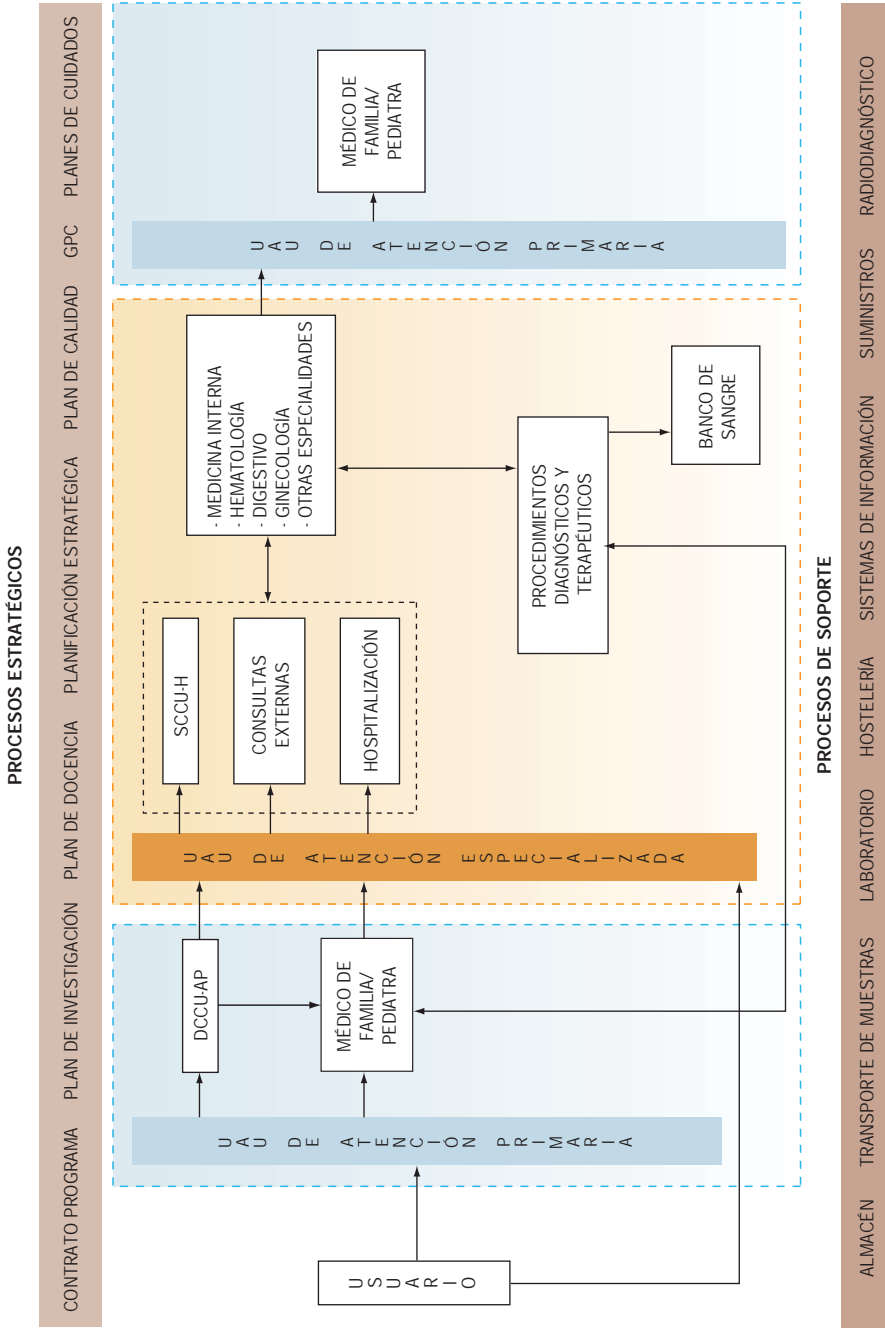 PROCESOS ESTRATÉGICOS
CONTRATO PROGRAMA PLAN DE INVESTIGACIÓN PLAN DE DOCENCIA PLANIFICACIÓN ESTRATÉGICA PLAN DE CALIDAD GPC PLANES DE CUIDADOS
USUARIO
UAU DE ATENCIÓN PRIMARIA
DCCU-AP
MÉDICO DE
FAMILIA/
PEDIATRA
UAU DE ATENCIÓN ESPECIALIZADA
SCCU-H
CONSULTAS
EXTERNAS
HOSPITALIZACIÓN
- MEDICINA INTERNA
- HEMATOLOGÍA
- DIGESTIVO
- GINECOLOGÍA
- OTRAS ESPECIALIDADES
PROCEDIMIENTOS
DIAGNÓSTICOS Y
TERAPÉUTICOS
BANCO DE
SANGRE
UAU DE ATENCIÓN PRIMARIA
MÉDICO DE
FAMILIA/
PEDIATRA
PROCESOS DE SOPORTE
ALMACÉN TRANSPORTE DE MUESTRAS LABORATORIO HOSTELERÍA SISTEMAS DE INFORMACIÓN SUMINISTROS RADIODIAGNÓSTICO